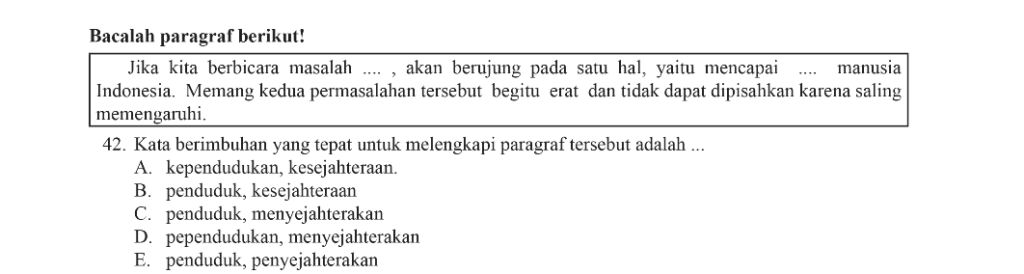 Bacalah paragraf berikut!
Jika kita berbicara masalah .... , akan berujung pada satu hal, yaitu mencapai .... manusia
Indonesia. Memang kedua permasalahan tersebut begitu erat dan tidak dapat dipisahkan karena saling
memengaruhi.
42. Kata berimbuhan yang tepat untuk melengkapi paragraf tersebut adalah ...
A. kependudukan, kesejahteraan.
B. penduduk, kesejahteraan
C. penduduk, menyejahterakan
D. pependudukan, menyejahterakan
E. penduduk, penyejahterakan